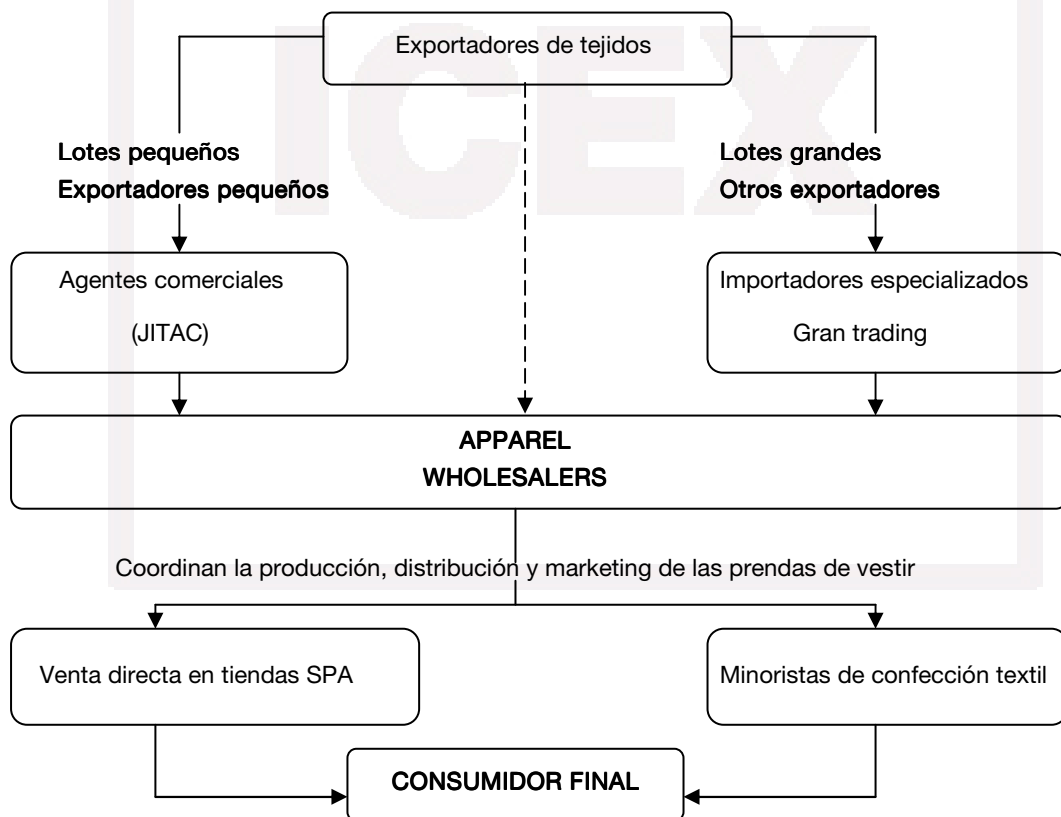 ICEX
Exportadores de tejidos
Lotes pequeños
Exportadores pequeños
Lotes grandes
Otros exportadores
Agentes comerciales
(JITAC)
Importadores especializados
Gran trading
APPAREL
WHOLESALERS
Coordinan la producción, distribución y marketing de las prendas de vestir
Venta directa en tiendas SPA
Minoristas de confección textil
CONSUMIDOR FINAL